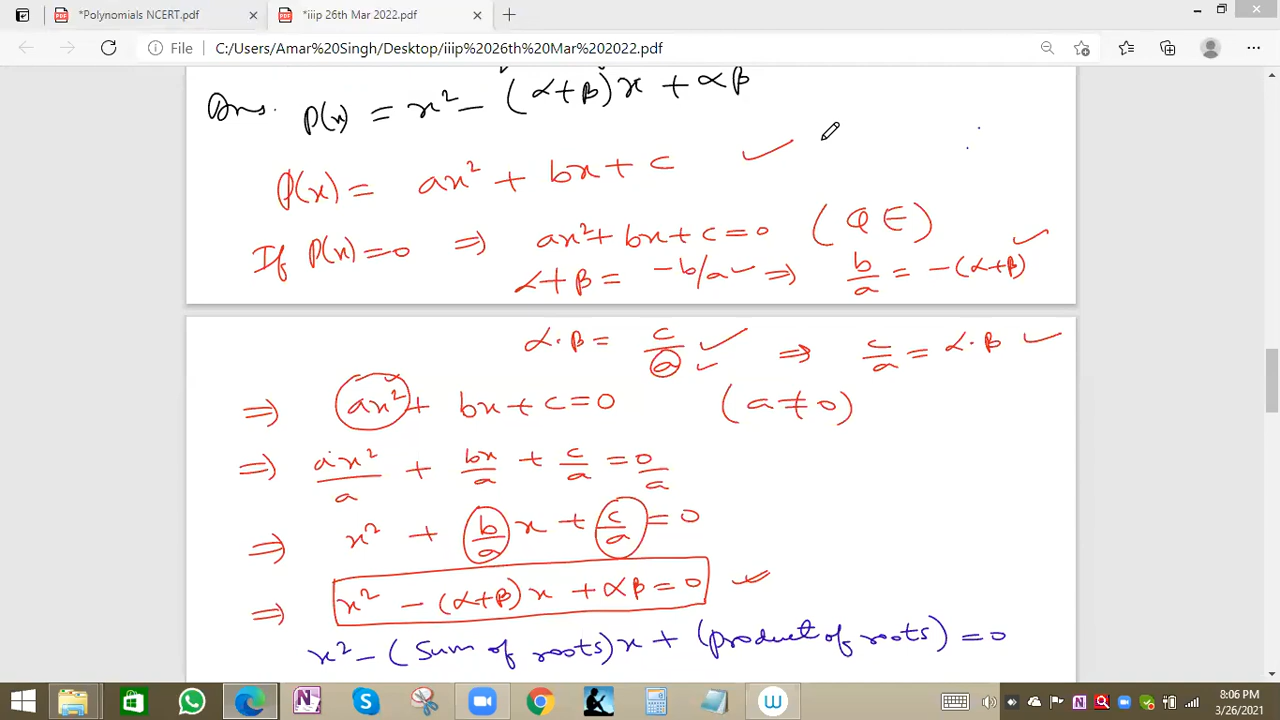 *Polynomials NCERT.pdf
*iiip 26th Mar 2022.pdf
File C:/Users/Amar%20Singh/Desktop/iiip%2026th%20Mar%202022.pdf
Ans. P(x) = x² - (α+β)x + αβ
P(x) = ax² + bx + c ✓
If P(x)=0 ⇒ ax²+ bx + c = 0 (QE)
α+β = -b/a ✓ ⇒ b/a = -(α+β) ✓
α·β = c/a ✓ ✓ ⇒ c/a = α·β ✓
⇒ ax² + bx + c = 0 (a ≠ 0)
⇒ ax²/a + bx/a + c/a = 0/a
⇒ x² + b/a x + c/a = 0
⇒ x² - (α+β)x + αβ = 0 ✓
x² - (Sum of roots)x + (product of roots) = 0
8:06 PM
3/26/2021